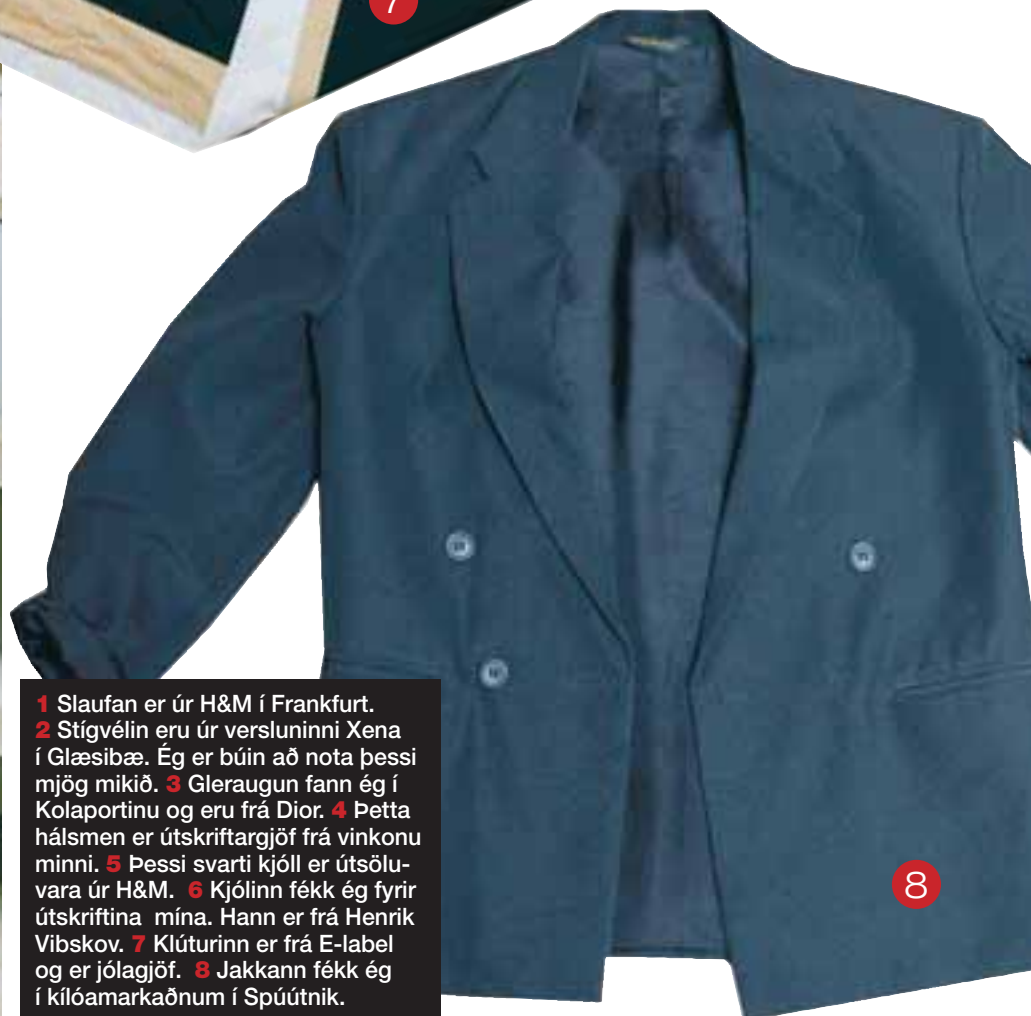 7
1 Slaufan er úr H&M í Frankfurt.
2 Stígvélin eru úr versluninni Xena
í Glæsibæ. Ég er búin að nota þessi
mjög mikið. 3 Gleraugun fann ég í
Kolaportinu og eru frá Dior. 4 Þetta
hálsmen er útskriftargjöf frá vinkonu
minni. 5 Þessi svarti kjóll er útsölu-
vara úr H&M. 6 Kjólinn fékk ég fyrir
útskriftina mína. Hann er frá Henrik
Vibskov. 7 Klúturinn er frá E-label
og er jólagjöf. 8 Jakkann fékk ég
í kílóamarkaðnum í Spúútnik.
8